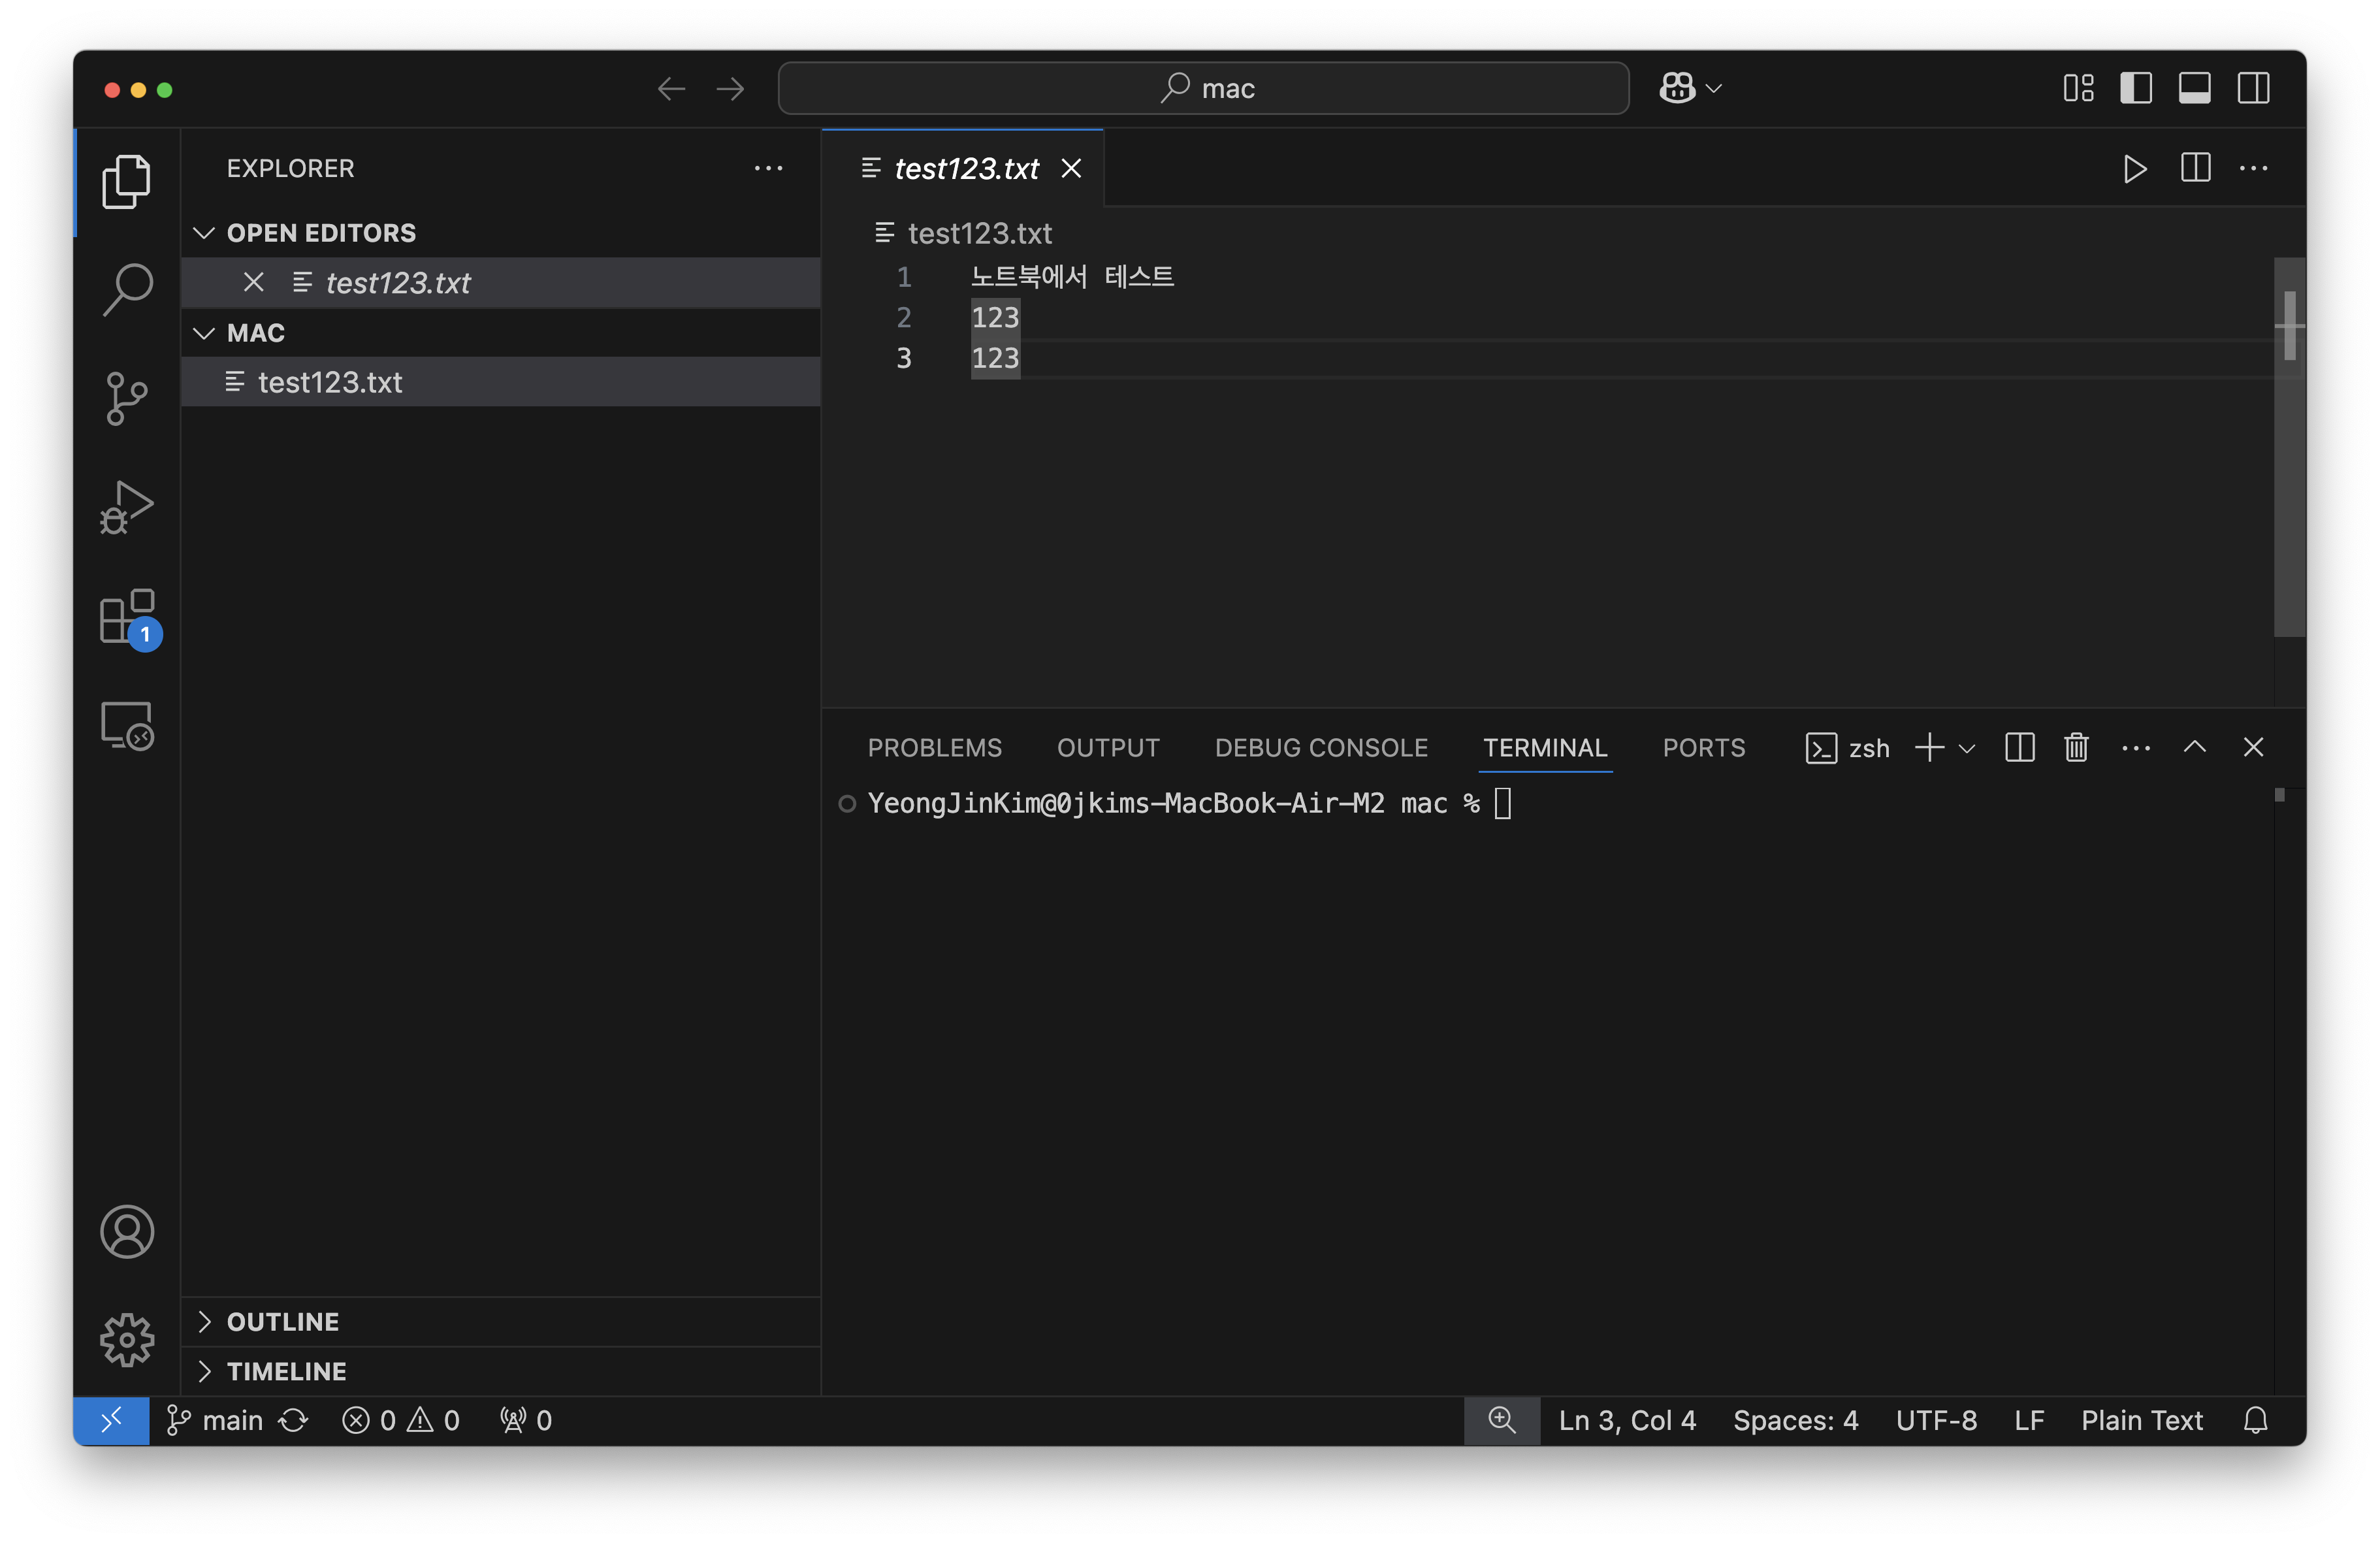 mac
EXPLORER
OPEN EDITORS
test123.txt
MAC
test123.txt
1
OUTLINE
TIMELINE
test123.txt
test123.txt
1 노트북에서 테스트
2 123
3 123
PROBLEMS OUTPUT DEBUG CONSOLE TERMINAL PORTS zsh
YeongJinKim@0jkims-MacBook-Air-M2 mac %
main 0 0 0 Ln 3, Col 4 Spaces: 4 UTF-8 LF Plain Text